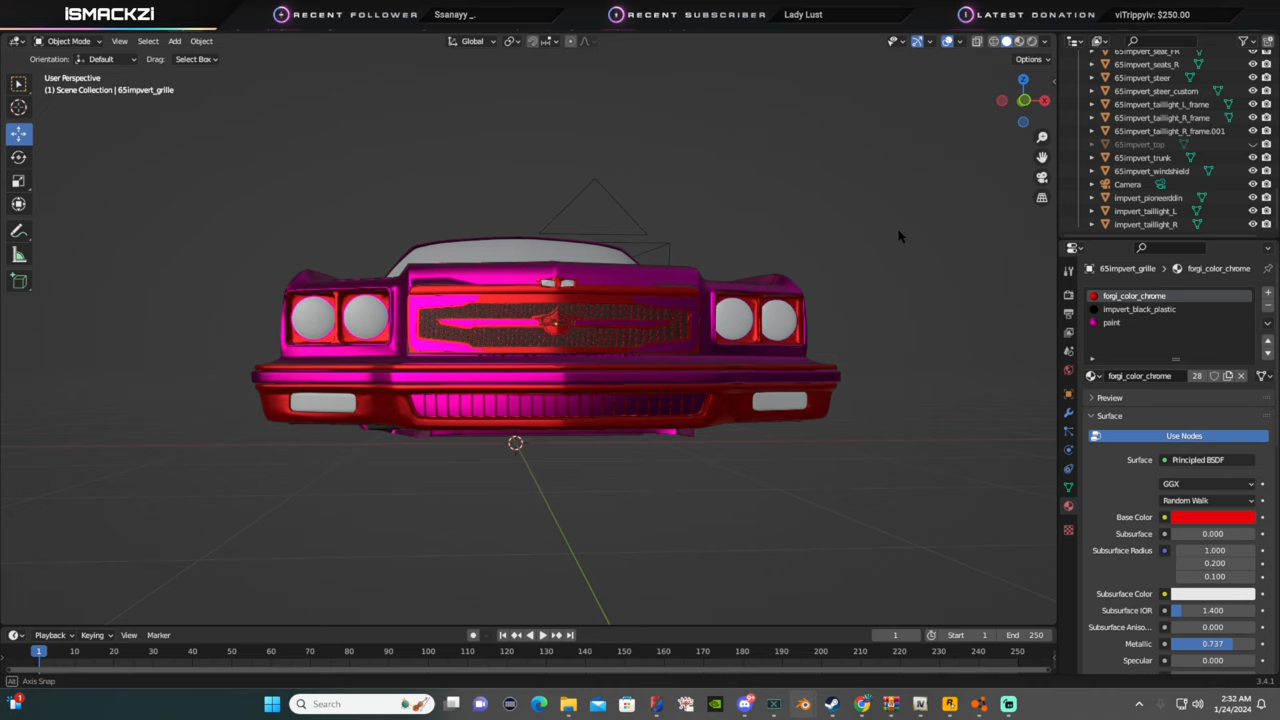 iSMACKZI
RECENT FOLLOWER Ssanayy _.
RECENT SUBSCRIBER Lady Lust
LATEST DONATION viTrippyiv: $250.00
Object Mode View Select Add Object
Global
Orientation: Default Drag: Select Box
Options
User Perspective
(1) Scene Collection | 65impvert_grille
Z
X
65impvert_seat_FR
65impvert_seats_R
65impvert_steer
65impvert_steer_custom
65impvert_taillight_L_frame
65impvert_taillight_R_frame
65impvert_taillight_R_frame.001
65impvert_top
65impvert_trunk
65impvert_windshield
Camera
impvert_pioneerddin
impvert_taillight_L
impvert_taillight_R
65impvert_grille forgi_color_chrome
forgi_color_chrome
impvert_black_plastic
paint
forgi_color_chrome 28
Preview
Surface
Use Nodes
Surface Principled BSDF
GGX
Random Walk
Base Color
Subsurface 0.000
Subsurface Radius 1.000
0.200
0.100
Subsurface Color
Subsurface IOR 1.400
Subsurface Aniso... 0.000
Metallic 0.737
Specular 0.000
Playback Keying View Marker
1 Start 1 End 250
1 10 20 30 40 50 60 70 80 90 100 110 120 130 140 150 160 170 180 190 200 210 220 230 240 250
Alt Axis Snap
3.4.1
1
Search
2:32 AM
1/24/2024